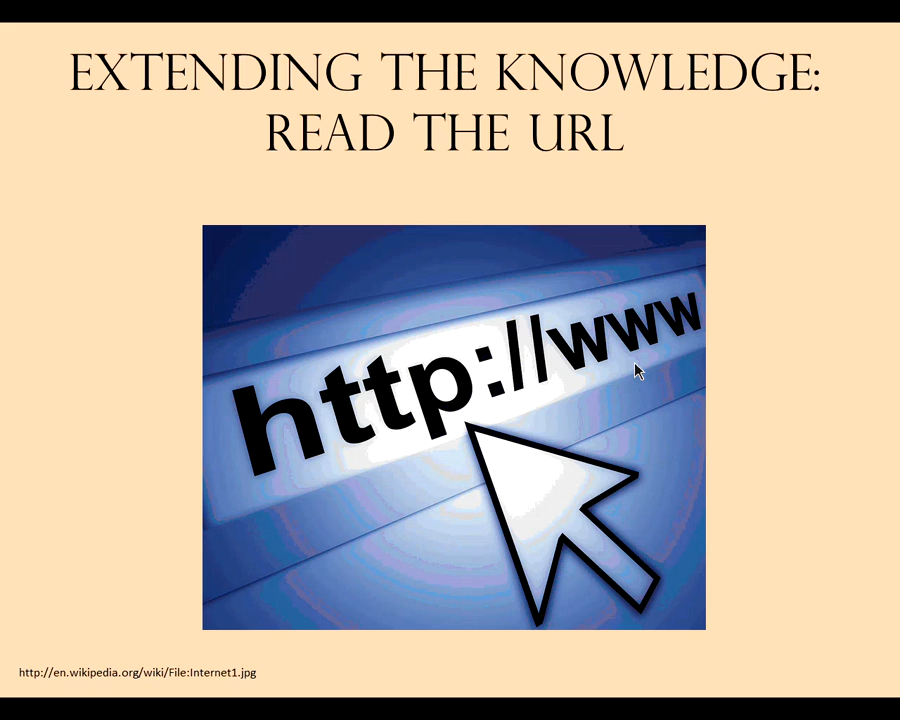 EXTENDING THE KNOWLEDGE:
READ THE URL
http://www
http://en.wikipedia.org/wiki/File:Internet1.jpg